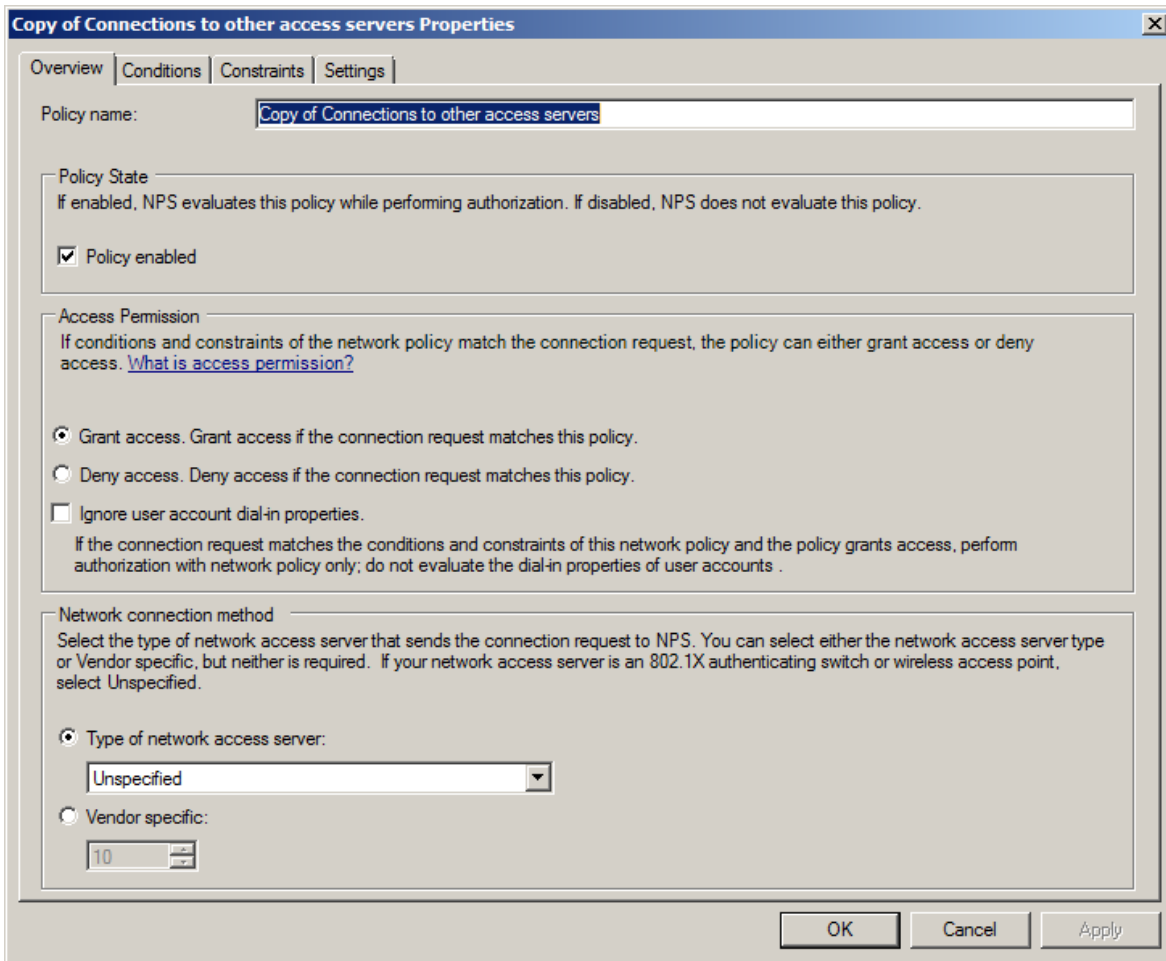 Copy of Connections to other access servers Properties
Overview Conditions Constraints Settings
Policy name: Copy of Connections to other access servers
Policy State
If enabled, NPS evaluates this policy while performing authorization. If disabled, NPS does not evaluate this policy.
Policy enabled
Access Permission
If conditions and constraints of the network policy match the connection request, the policy can either grant access or deny
access. What is access permission?
Grant access. Grant access if the connection request matches this policy.
Deny access. Deny access if the connection request matches this policy.
Ignore user account dial-in properties.
If the connection request matches the conditions and constraints of this network policy and the policy grants access, perform
authorization with network policy only; do not evaluate the dial-in properties of user accounts .
Network connection method
Select the type of network access server that sends the connection request to NPS. You can select either the network access server type
or Vendor specific, but neither is required.  If your network access server is an 802.1X authenticating switch or wireless access point,
select Unspecified.
Type of network access server:
Unspecified
Vendor specific:
10
OK Cancel Apply